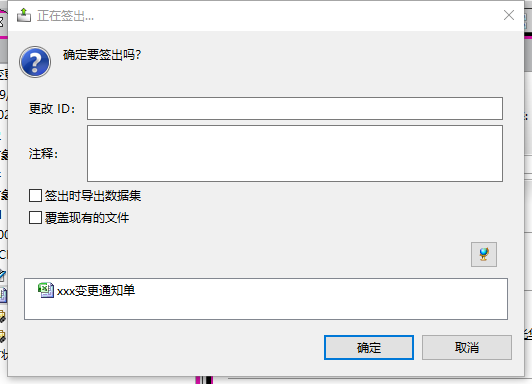 正在签出...
确定要签出吗?
更改 ID:
注释:
签出时导出数据集
覆盖现有的文件
xxx变更通知单
确定
取消